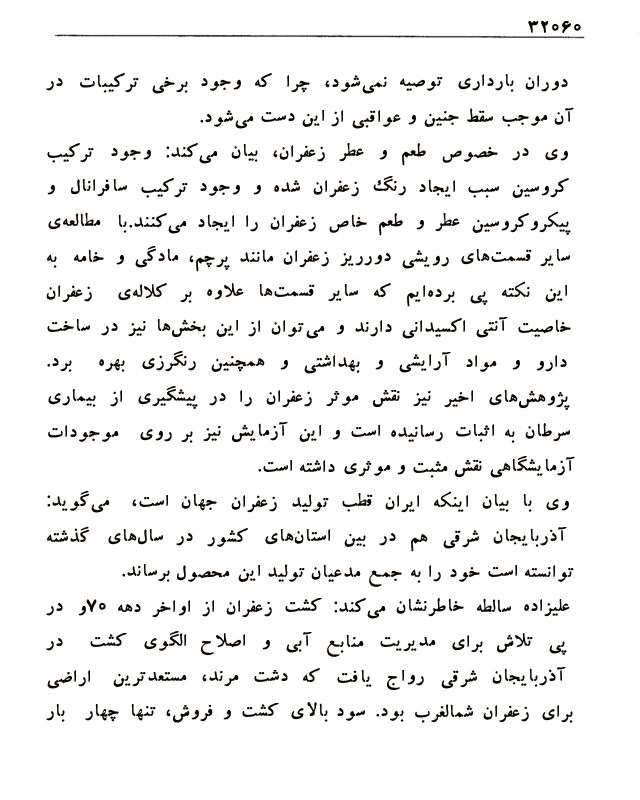 ۳۲۰۶۰
دوران بارداری توصیه نمی‌شود، چرا که وجود برخی ترکیبات در
آن موجب سقط جنین و عواقبی از این دست می‌شود.
وی در خصوص طعم و عطر زعفران، بیان می‌کند: وجود ترکیب
کروسین سبب ایجاد رنگ زعفران شده و وجود ترکیب سافرانال و
پیکروکروسین عطر و طعم خاص زعفران را ایجاد می‌کنند.با مطالعه‌ی
سایر قسمت‌های رویشی دورریز زعفران مانند پرچم، مادگی و خامه به
این نکته پی برده‌ایم که سایر قسمت‌ها علاوه بر کلاله‌ی زعفران
خاصیت آنتی اکسیدانی دارند و می‌توان از این بخش‌ها نیز در ساخت
دارو و مواد آرایشی و بهداشتی و همچنین رنگرزی بهره برد.
پژوهش‌های اخیر نیز نقش موثر زعفران را در پیشگیری از بیماری
سرطان به اثبات رسانیده است و این آزمایش نیز بر روی موجودات
آزمایشگاهی نقش مثبت و موثری داشته است.
وی با بیان اینکه ایران قطب تولید زعفران جهان است، می‌گوید:
آذربایجان شرقی هم در بین استان‌های کشور در سال‌های گذشته
توانسته است خود را به جمع مدعیان تولید این محصول برساند.
علیزاده سالطه خاطرنشان می‌کند: کشت زعفران از اواخر دهه ۷۰و در
پی تلاش برای مدیریت منابع آبی و اصلاح الگوی کشت در
آذربایجان شرقی رواج یافت که دشت مرند، مستعدترین اراضی
برای زعفران شمالغرب بود. سود بالای کشت و فروش، تنها چهار بار